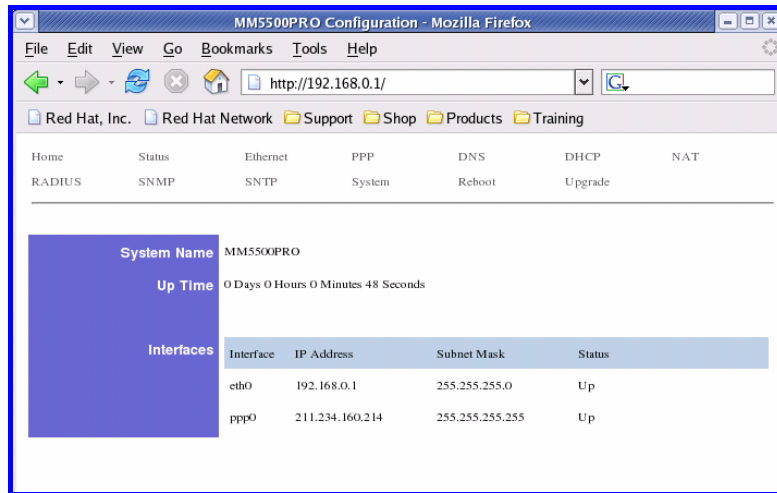 MM5500PRO Configuration - Mozilla Firefox
File Edit View Go Bookmarks Tools Help
http://192.168.0.1/ G
Red Hat, Inc. Red Hat Network Support Shop Products Training
Home Status Ethernet PPP DNS DHCP NAT
RADIUS SNMP SNTP System Reboot Upgrade
System Name MM5500PRO
Up Time 0 Days 0 Hours 0 Minutes 48 Seconds
Interfaces Interface IP Address Subnet Mask Status
eth0 192.168.0.1 255.255.255.0 Up
ppp0 211.234.160.214 255.255.255.255 Up